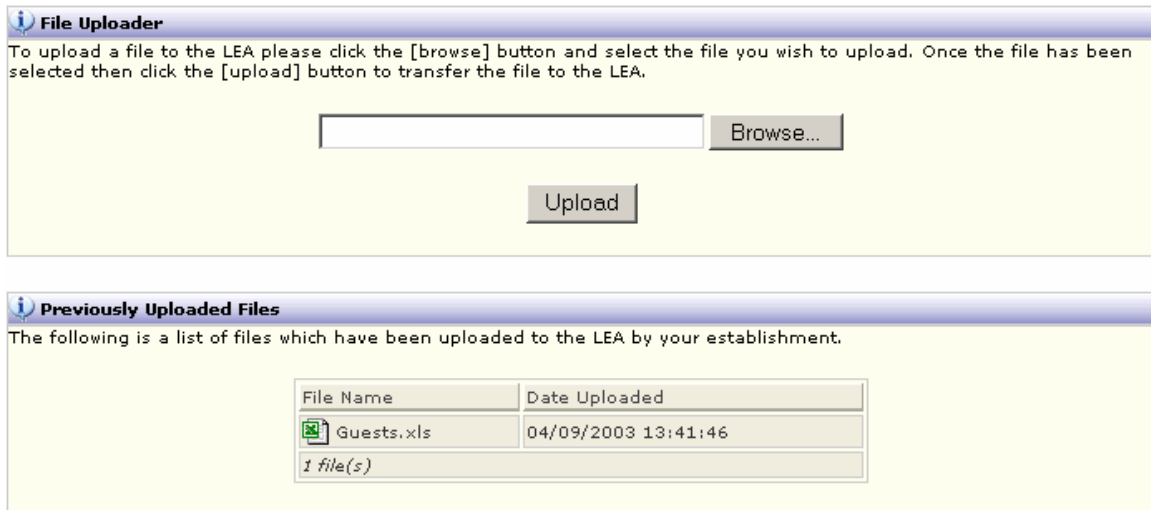 File Uploader
To upload a file to the LEA please click the [browse] button and select the file you wish to upload. Once the file has been
selected then click the [upload] button to transfer the file to the LEA.
Browse...
Upload
Previously Uploaded Files
The following is a list of files which have been uploaded to the LEA by your establishment.
File Name Date Uploaded
Guests.xls 04/09/2003 13:41:46
1 file(s)